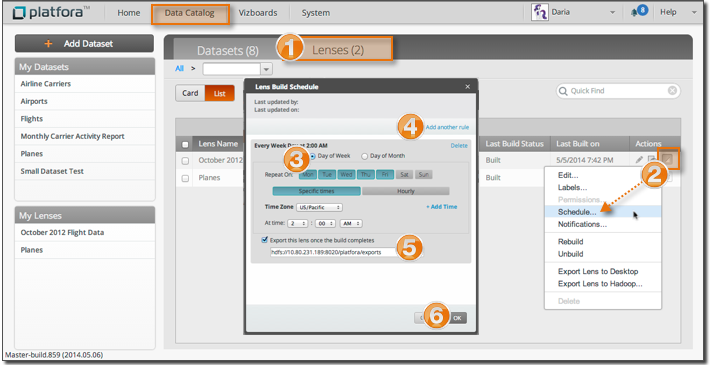 platfora™ Home Data Catalog Vizboards System Daria 8 Help
+ Add Dataset
My Datasets
Airline Carriers
Airports
Flights
Monthly Carrier Activity Report
Planes
Small Dataset Test
My Lenses
October 2012 Flight Data
Planes
Master-build.859 (2014.05.06)
Datasets (8) 1 Lenses (2)
All >
Card List
Quick Find
Lens Name Last Build Status Last Built on Actions
October 2012 Built 5/5/2014 7:42 PM
Planes Built
Lens Build Schedule ×
Last updated by:
Last updated on:
4 Add another rule
Every Week Day at 2:00 AM Delete
3 Day of Week Day of Month
Repeat On: Mon Tue Wed Thu Fri Sat Sun
Specific times Hourly
Time Zone US/Pacific + Add Time
At time: 2 : 00 AM
Export this lens once the build completes
5
hdfs://10.80.231.189:8020/platfora/exports
6 OK
2
Edit...
Labels...
Permissions...
Schedule...
Notifications...
Rebuild
Unbuild
Export Lens to Desktop
Export Lens to Hadoop...
Delete